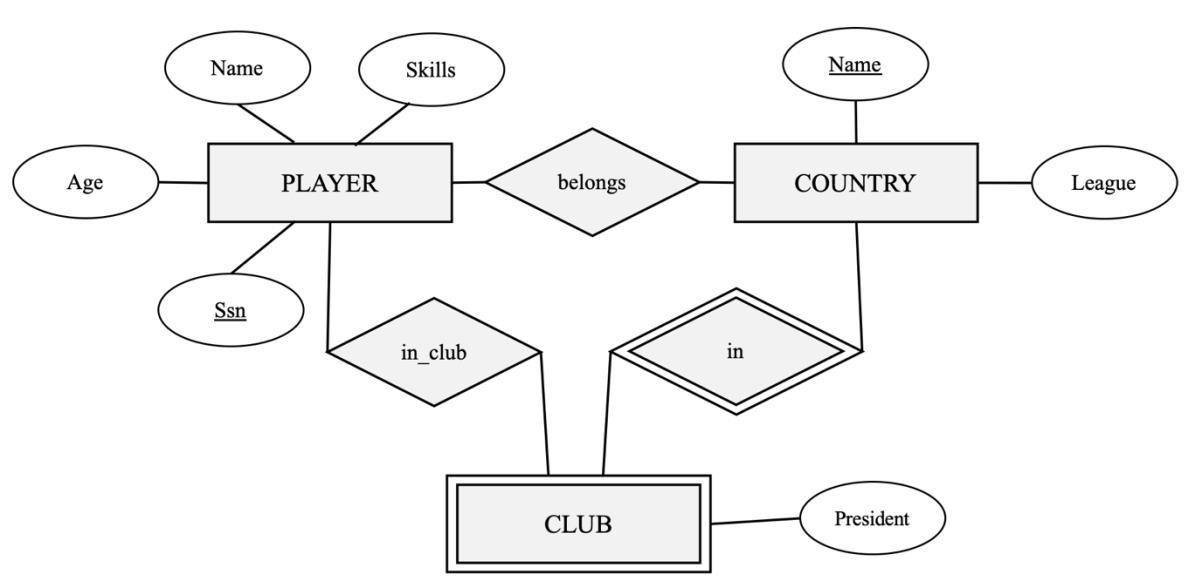 Name
Skills
Name
Age
PLAYER
belongs
COUNTRY
League
Ssn
in_club
in
CLUB
President